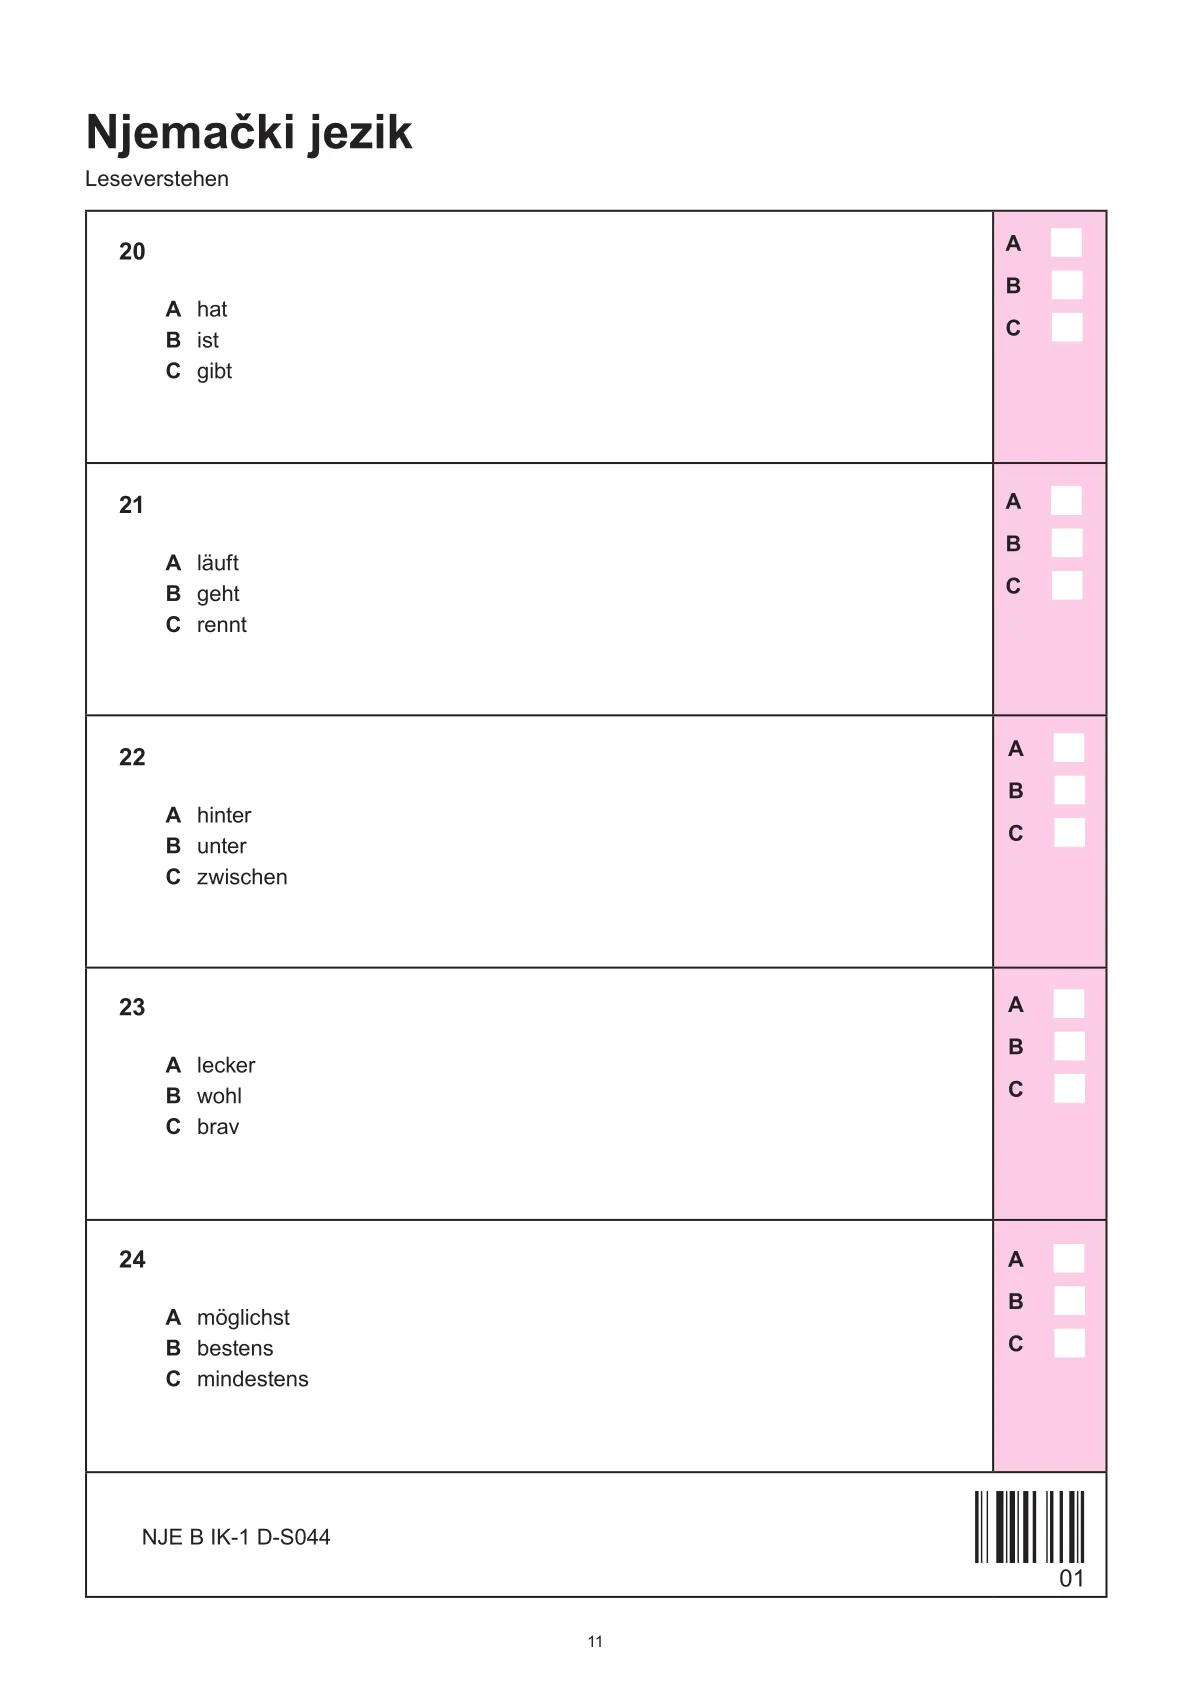 Njemački jezik
Leseverstehen
20
A hat
B ist
C gibt
A
B
C
21
A läuft
B geht
C rennt
A
B
C
22
A hinter
B unter
C zwischen
A
B
C
23
A lecker
B wohl
C brav
A
B
C
24
A möglichst
B bestens
C mindestens
A
B
C
NJE B IK-1 D-S044
01
11